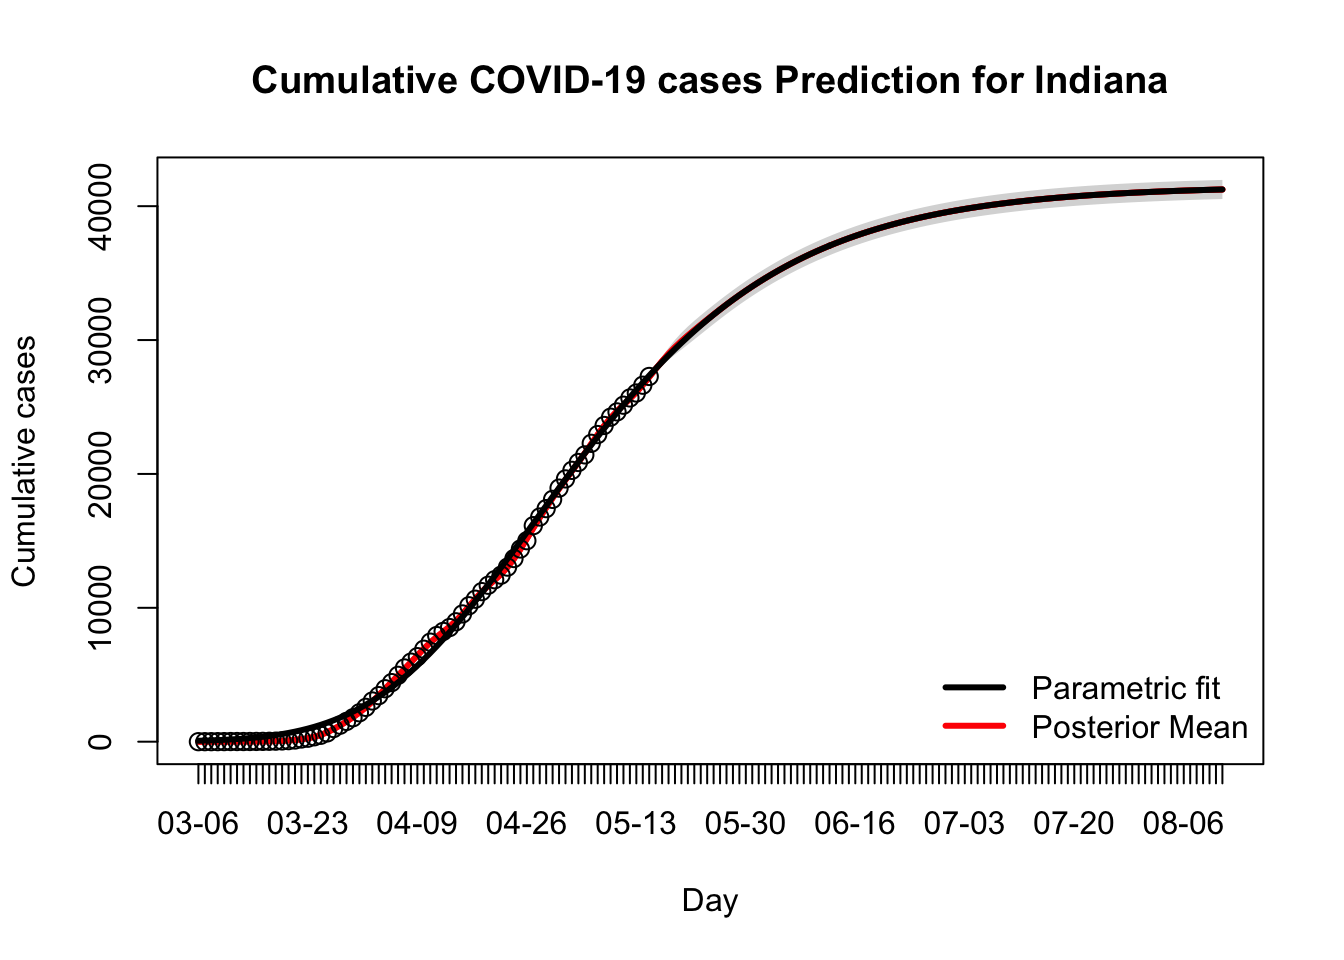 Cumulative COVID-19 cases Prediction for Indiana
Cumulative cases
40000
30000
20000
10000
0
Parametric fit
Posterior Mean
03-06 03-23 04-09 04-26 05-13 05-30 06-16 07-03 07-20 08-06
Day